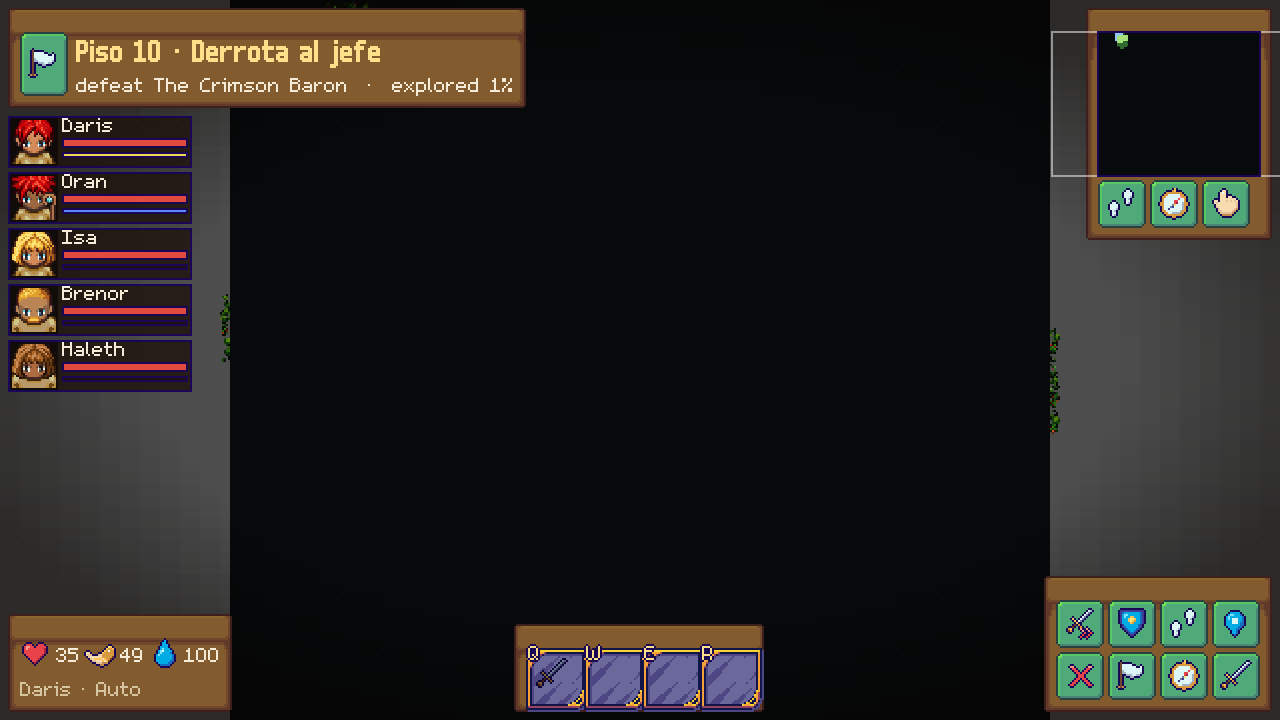 Piso 10 · Derrota al jefe
defeat The Crimson Baron · explored 1%
Daris
Oran
Isa
Brenor
Haleth
35 49 100
Daris · Auto
Q W E R